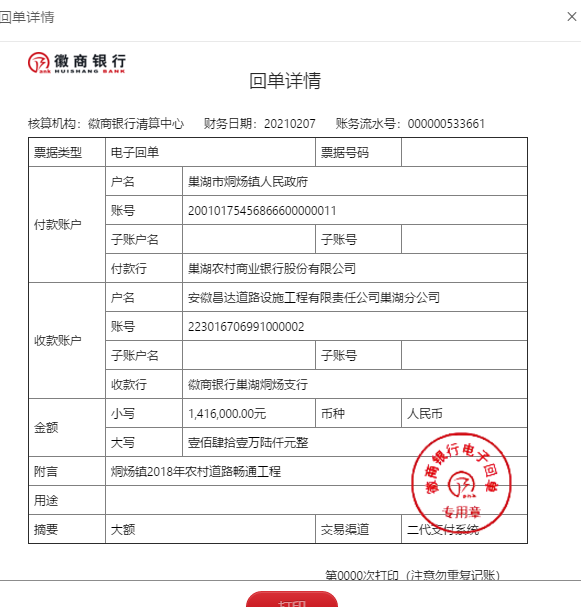 回单详情
×
徽商银行
HUISHANG BANK
回单详情
核算机构：徽商银行清算中心 财务日期：20210207 账务流水号：000000533661
票据类型 电子回单 票据号码
付款账户
户名 巢湖市烔炀镇人民政府
账号 20010175456866600000011
子账户名 子账号
付款行 巢湖农村商业银行股份有限公司
收款账户
户名 安徽昌达道路设施工程有限责任公司巢湖分公司
账号 223016706991000002
子账户名 子账号
收款行 徽商银行巢湖烔炀支行
金额
小写 1,416,000.00元 币种 人民币
大写 壹佰肆拾壹万陆仟元整
附言 烔炀镇2018年农村道路畅通工程
用途
摘要 大额 交易渠道 二代支付系统
徽商银行电子回单
专用章
第0000次打印（注意勿重复记账）
打印